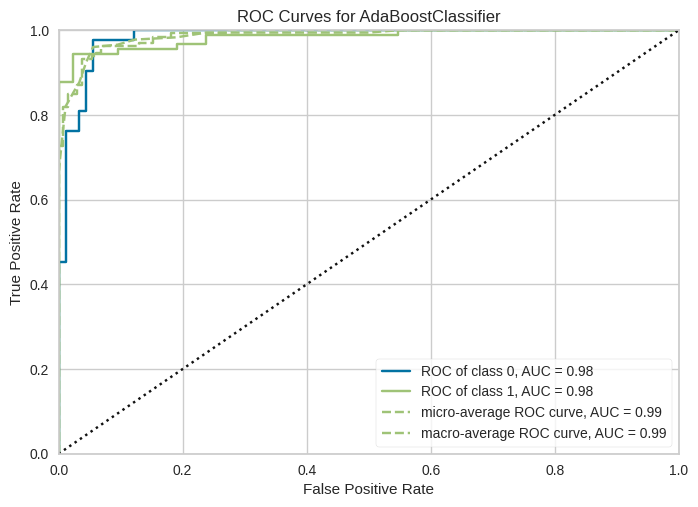 ROC Curves for AdaBoostClassifier
True Positive Rate
1.0
0.8
0.6
0.4
0.2
0.0
ROC of class 0, AUC = 0.98
ROC of class 1, AUC = 0.98
micro-average ROC curve, AUC = 0.99
macro-average ROC curve, AUC = 0.99
0.0 0.2 0.4 0.6 0.8 1.0
False Positive Rate